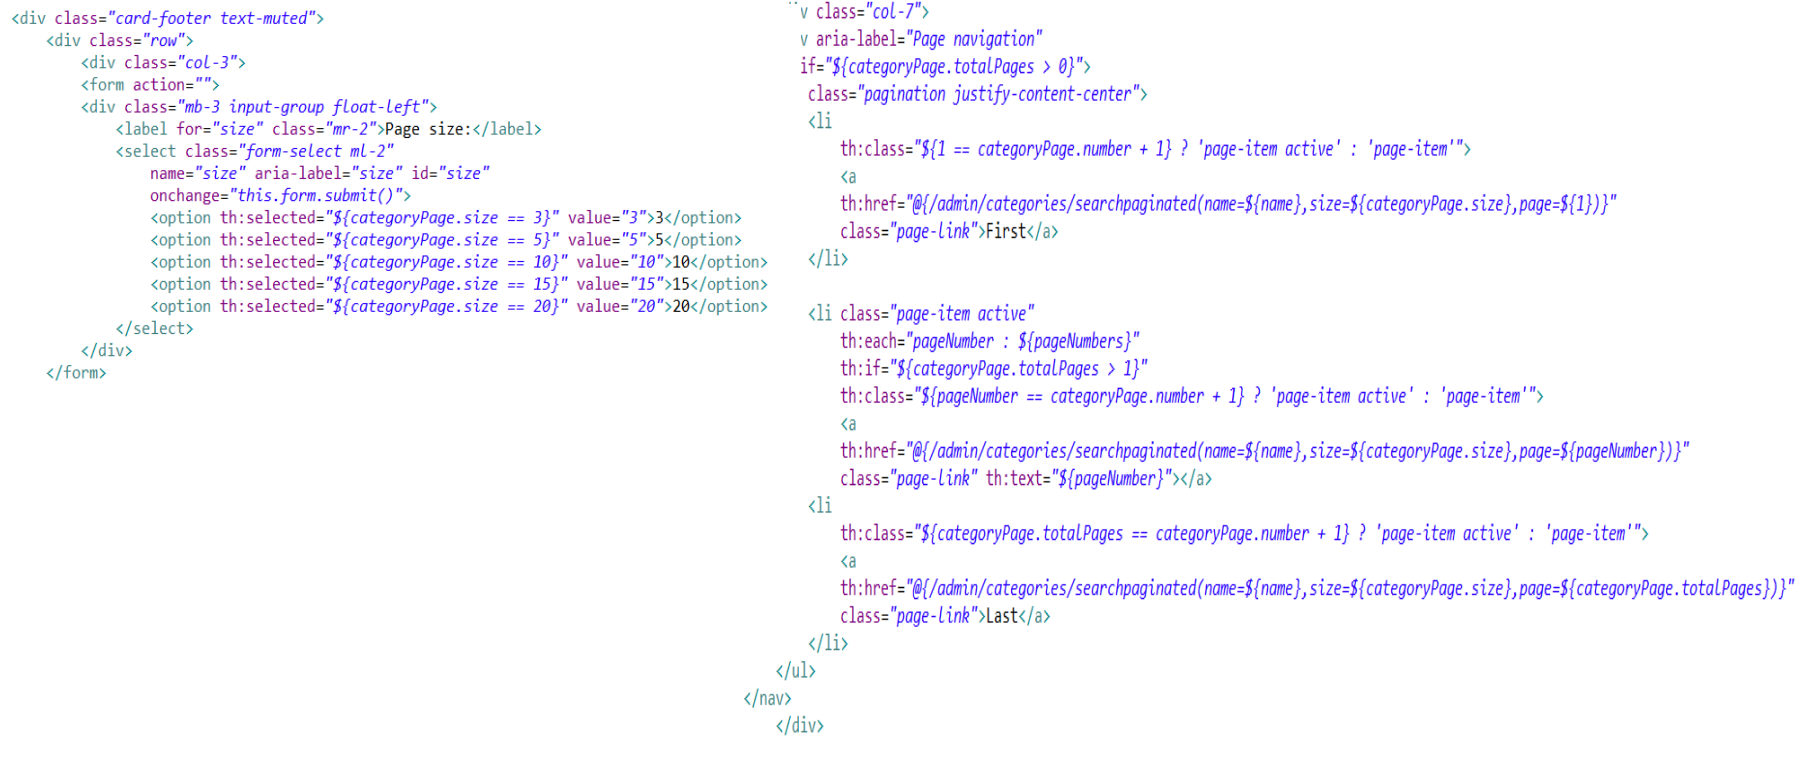 <div class="card-footer text-muted">
<div class="row">
<div class="col-3">
<form action="">
<div class="mb-3 input-group float-left">
<label for="size" class="mr-2">Page size:</label>
<select class="form-select ml-2"
name="size" aria-label="size" id="size"
onchange="this.form.submit()">
<option th:selected="${categoryPage.size == 3}" value="3">3</option>
<option th:selected="${categoryPage.size == 5}" value="5">5</option>
<option th:selected="${categoryPage.size == 10}" value="10">10</option>
<option th:selected="${categoryPage.size == 15}" value="15">15</option>
<option th:selected="${categoryPage.size == 20}" value="20">20</option>
</select>
</div>
</form>
v class="col-7">
v aria-label="Page navigation"
if="${categoryPage.totalPages > 0}">
class="pagination justify-content-center">
<li
th:class="${1 == categoryPage.number + 1} ? 'page-item active' : 'page-item'">
<a
th:href="@{/admin/categories/searchpaginated(name=${name},size=${categoryPage.size},page=${1})}"
class="page-link">First</a>
</li>
<li class="page-item active"
th:each="pageNumber : ${pageNumbers}"
th:if="${categoryPage.totalPages > 1}"
th:class="${pageNumber == categoryPage.number + 1} ? 'page-item active' : 'page-item'">
<a
th:href="@{/admin/categories/searchpaginated(name=${name},size=${categoryPage.size},page=${pageNumber})}"
class="page-link" th:text="${pageNumber}"></a>
<li
th:class="${categoryPage.totalPages == categoryPage.number + 1} ? 'page-item active' : 'page-item'">
<a
th:href="@{/admin/categories/searchpaginated(name=${name},size=${categoryPage.size},page=${categoryPage.totalPages})}"
class="page-link">Last</a>
</li>
</ul>
</nav>
</div>